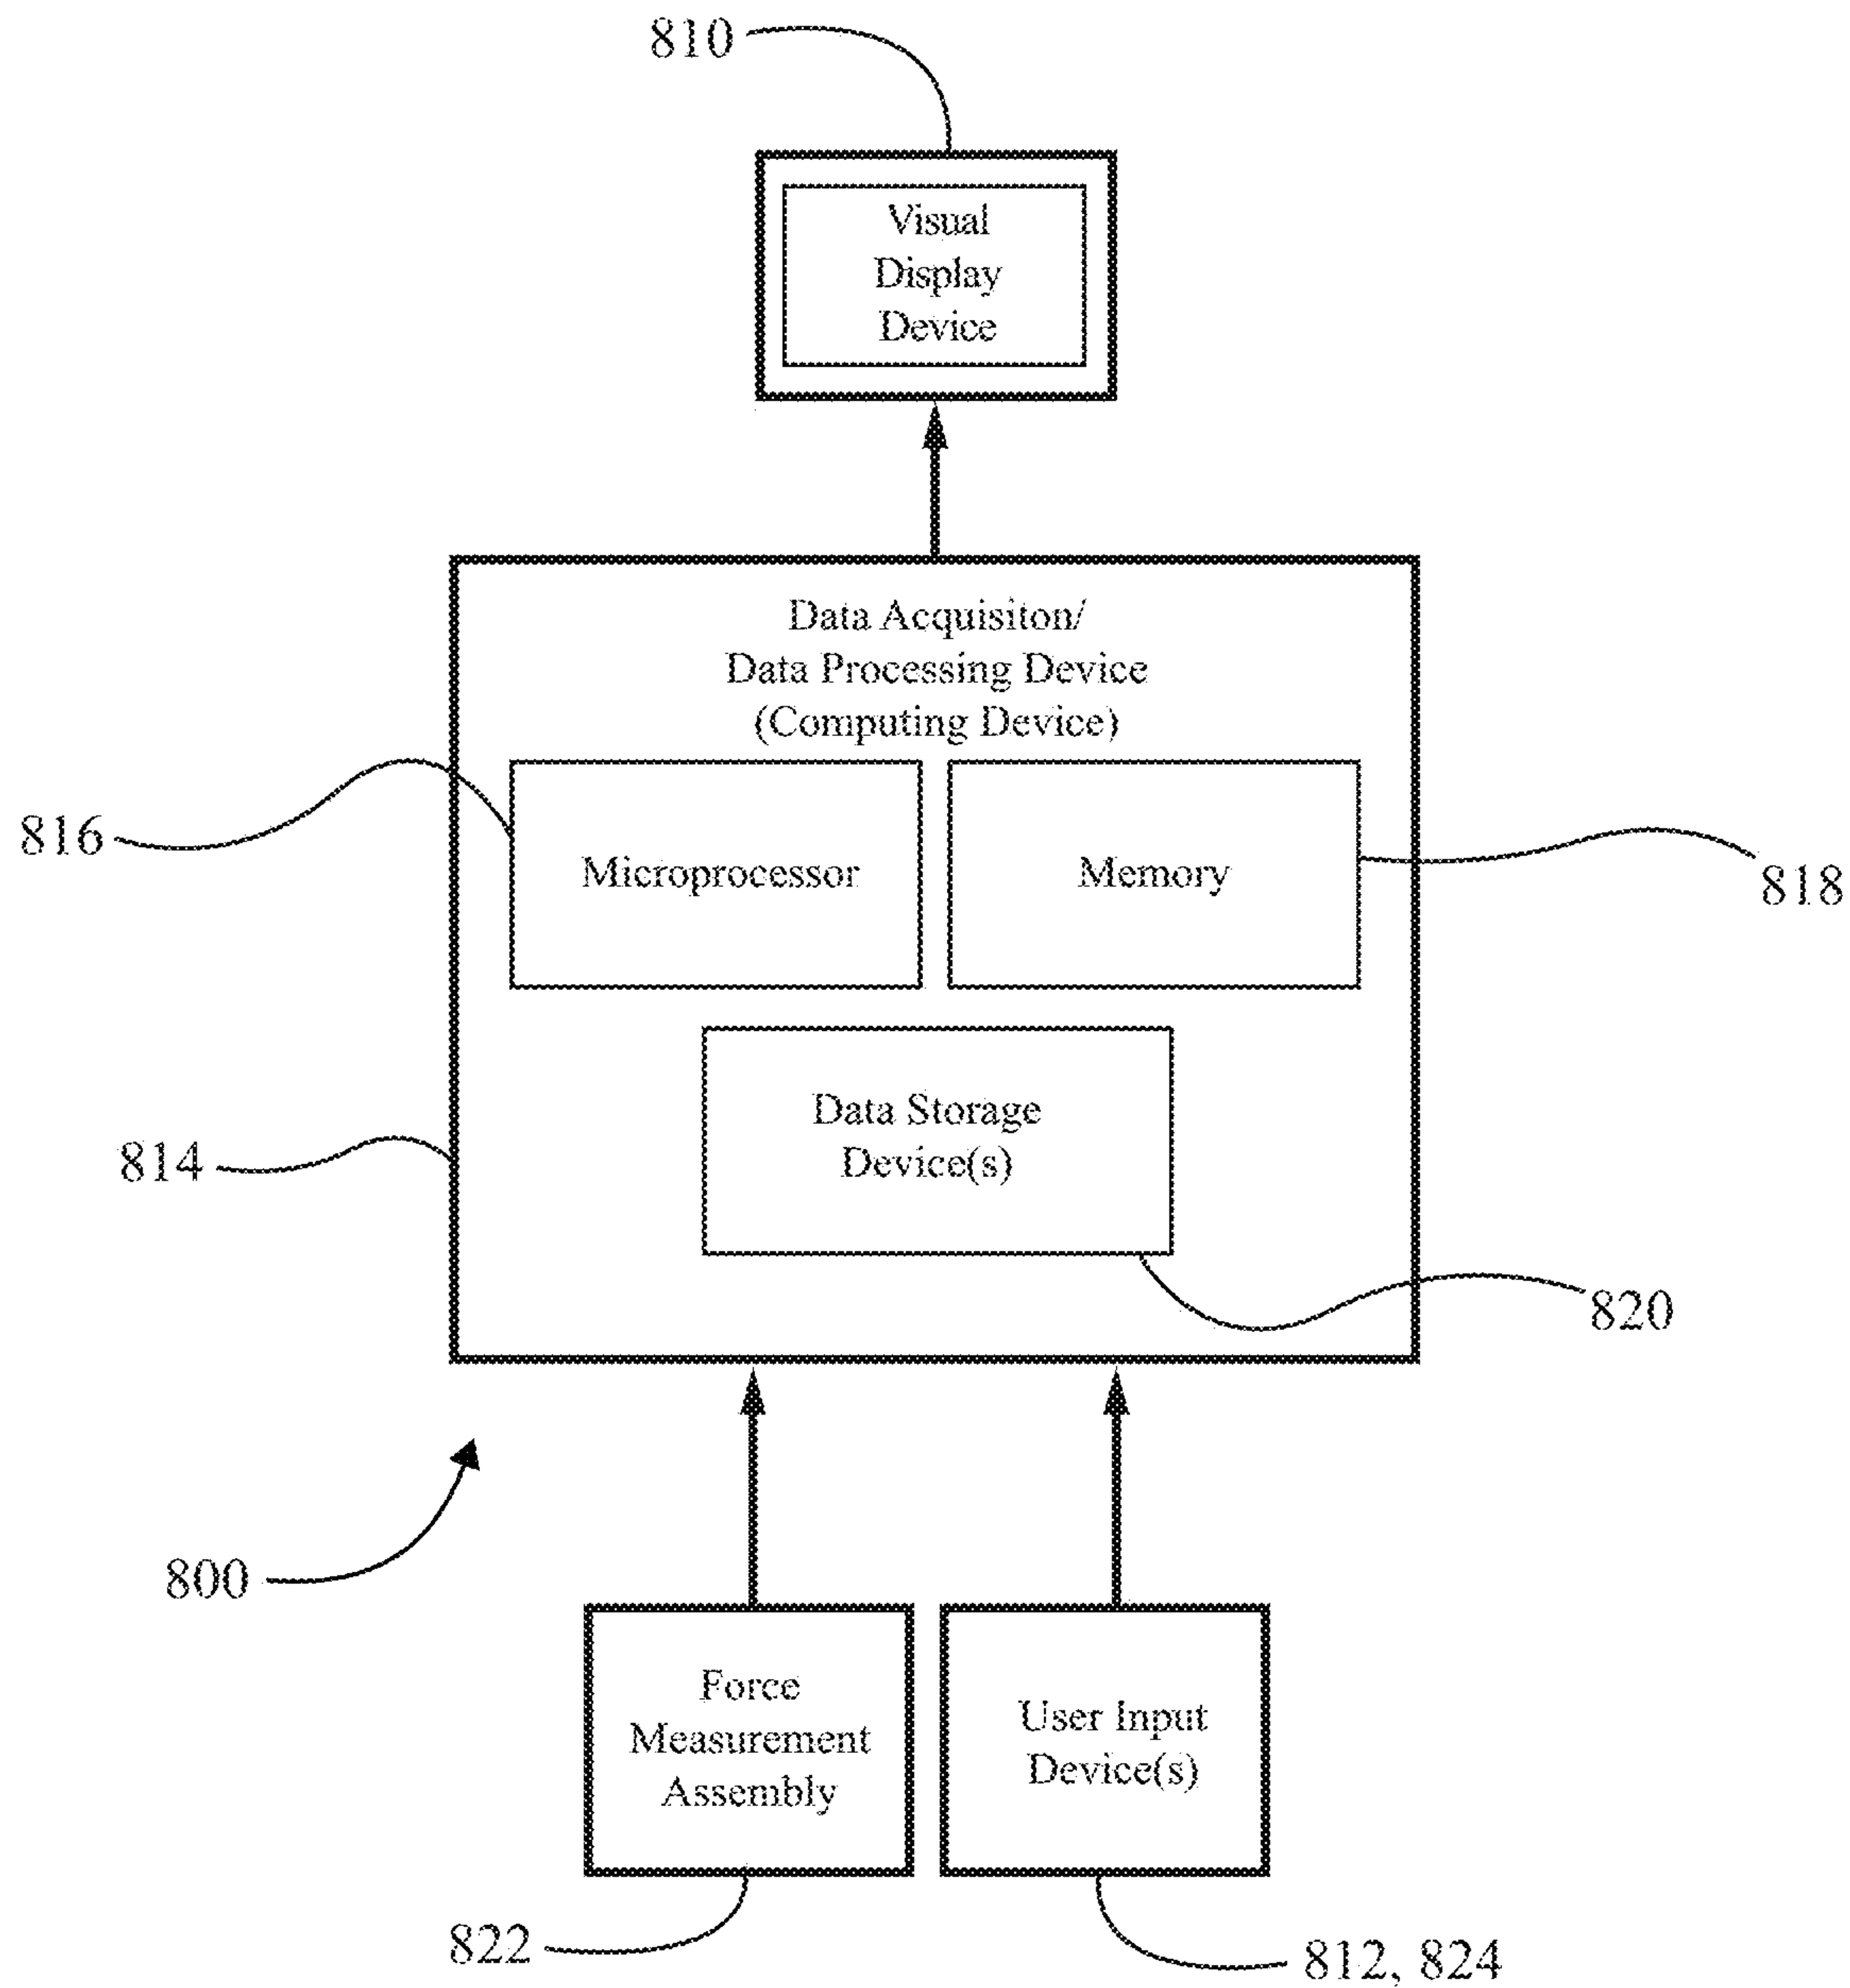 810
Visual
Display
Device
Data Acquisiton/
Data Processing Device
(Computing Device)
816
Microprocessor
Memory
818
Data Storage
Device(s)
814
820
800
Force
Measurement
Assembly
User Input
Device(s)
822
812, 824